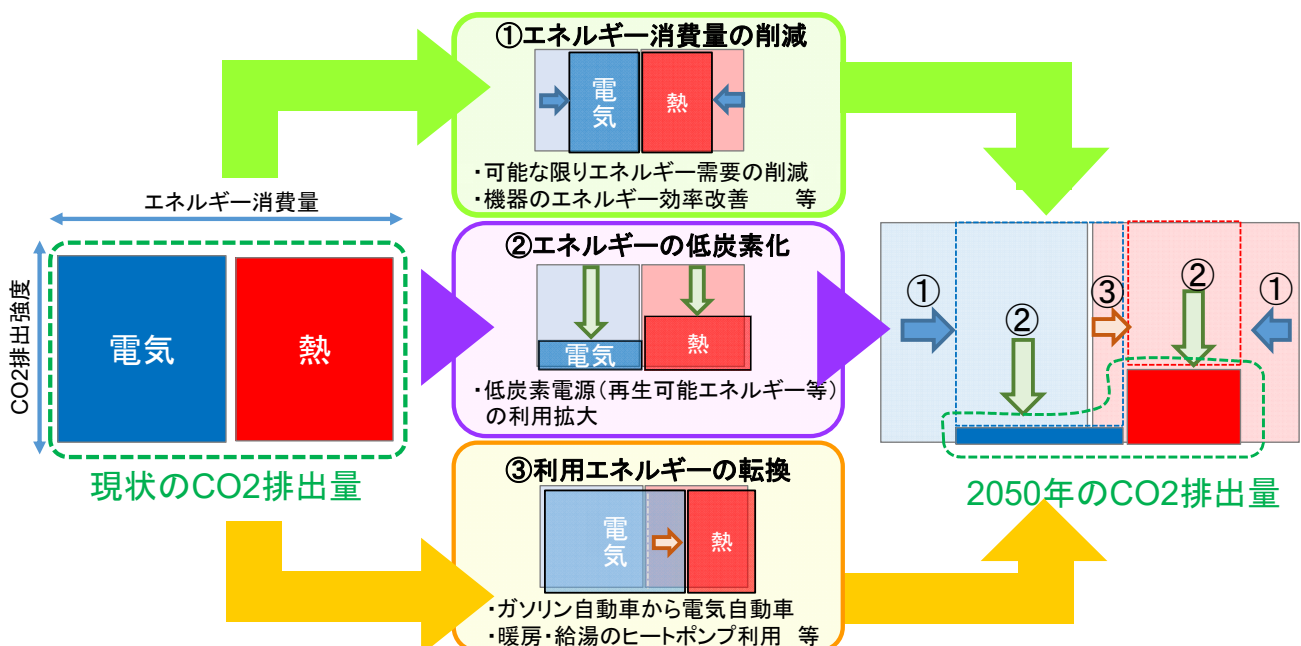 ①エネルギー消費量の削減
電気
熱
・可能な限りエネルギー需要の削減
・機器のエネルギー効率改善　等
エネルギー消費量
CO2排出強度
電気
熱
現状のCO2排出量
②エネルギーの低炭素化
電気
熱
・低炭素電源（再生可能エネルギー等）
の利用拡大
③利用エネルギーの転換
電気
熱
・ガソリン自動車から電気自動車
・暖房・給湯のヒートポンプ利用　等
①
②
③
②
①
2050年のCO2排出量